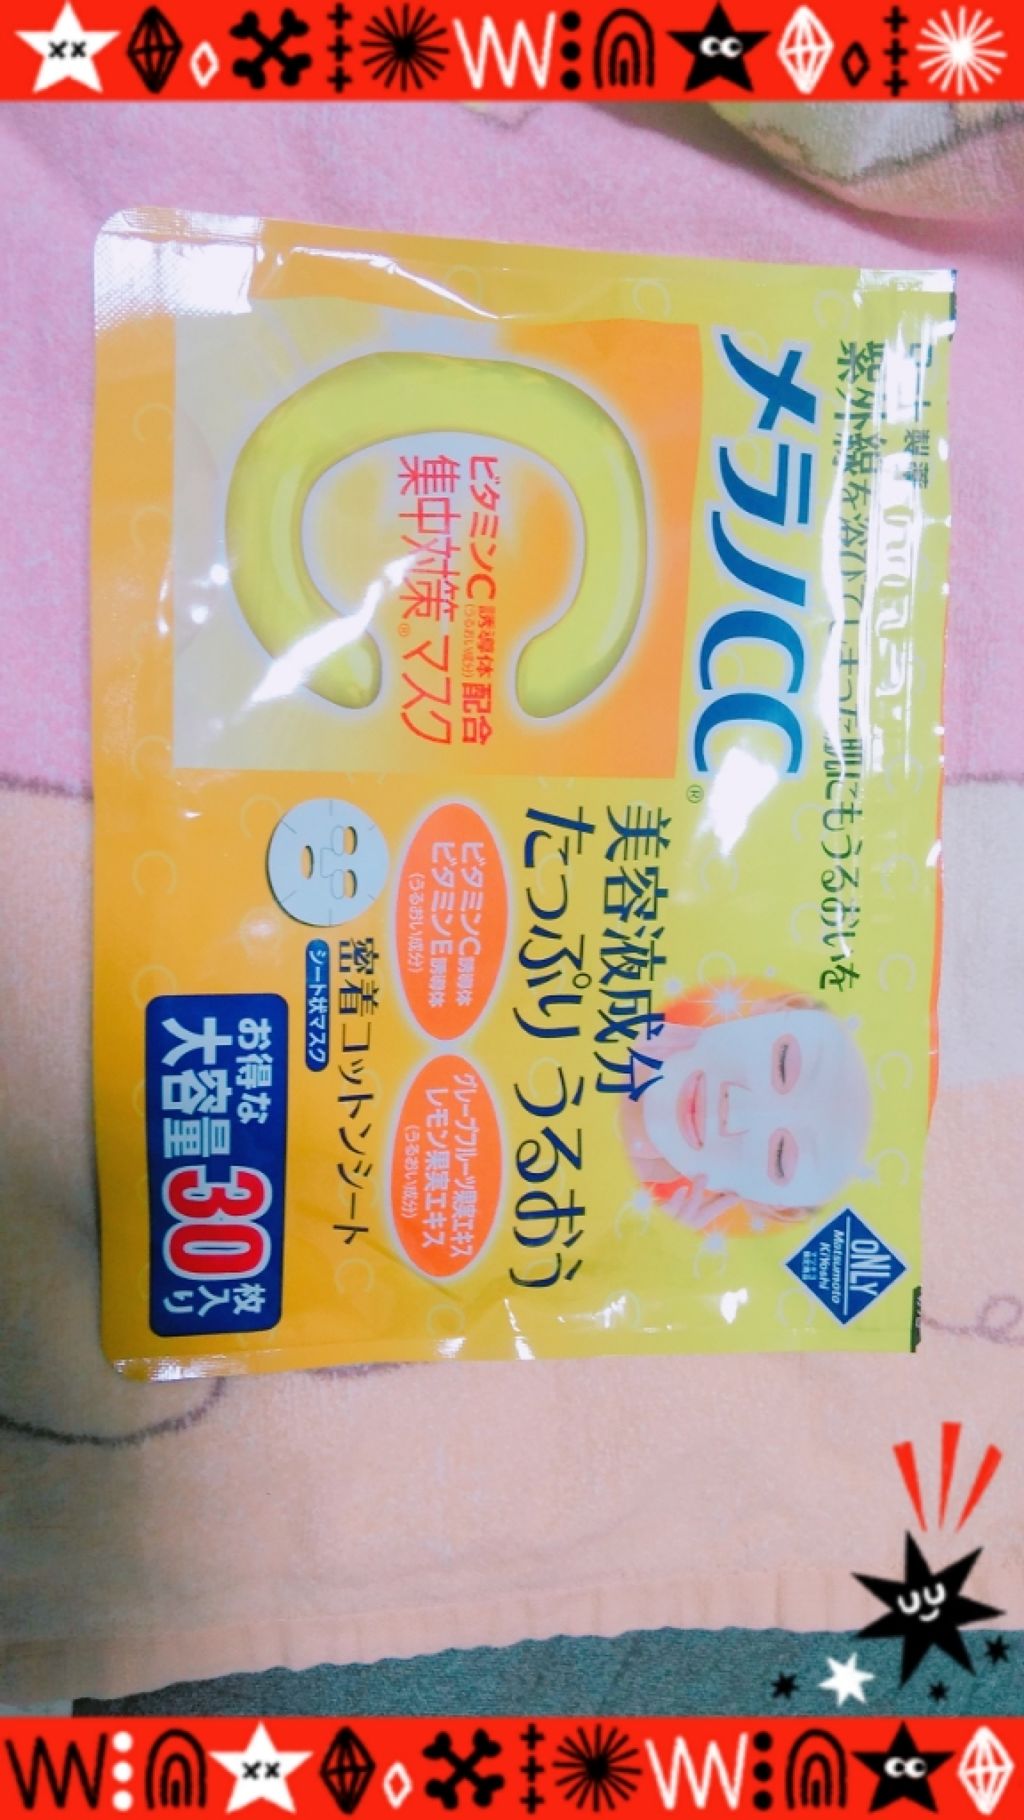 紫外線を浴びてしまった肌にもうるおいを
メラノCC®
ビタミンC誘導体配合
(うるおい成分)
集中対策®マスク
美容液成分
たっぷりうるおう
ビタミンC誘導体
ビタミンE誘導体
(うるおい成分)
グレープフルーツ果実エキス
レモン果実エキス
(うるおい成分)
密着コットンシート
シート状マスク
お得な
大容量30枚入り
ONLY
Matsumoto
KiYoshi